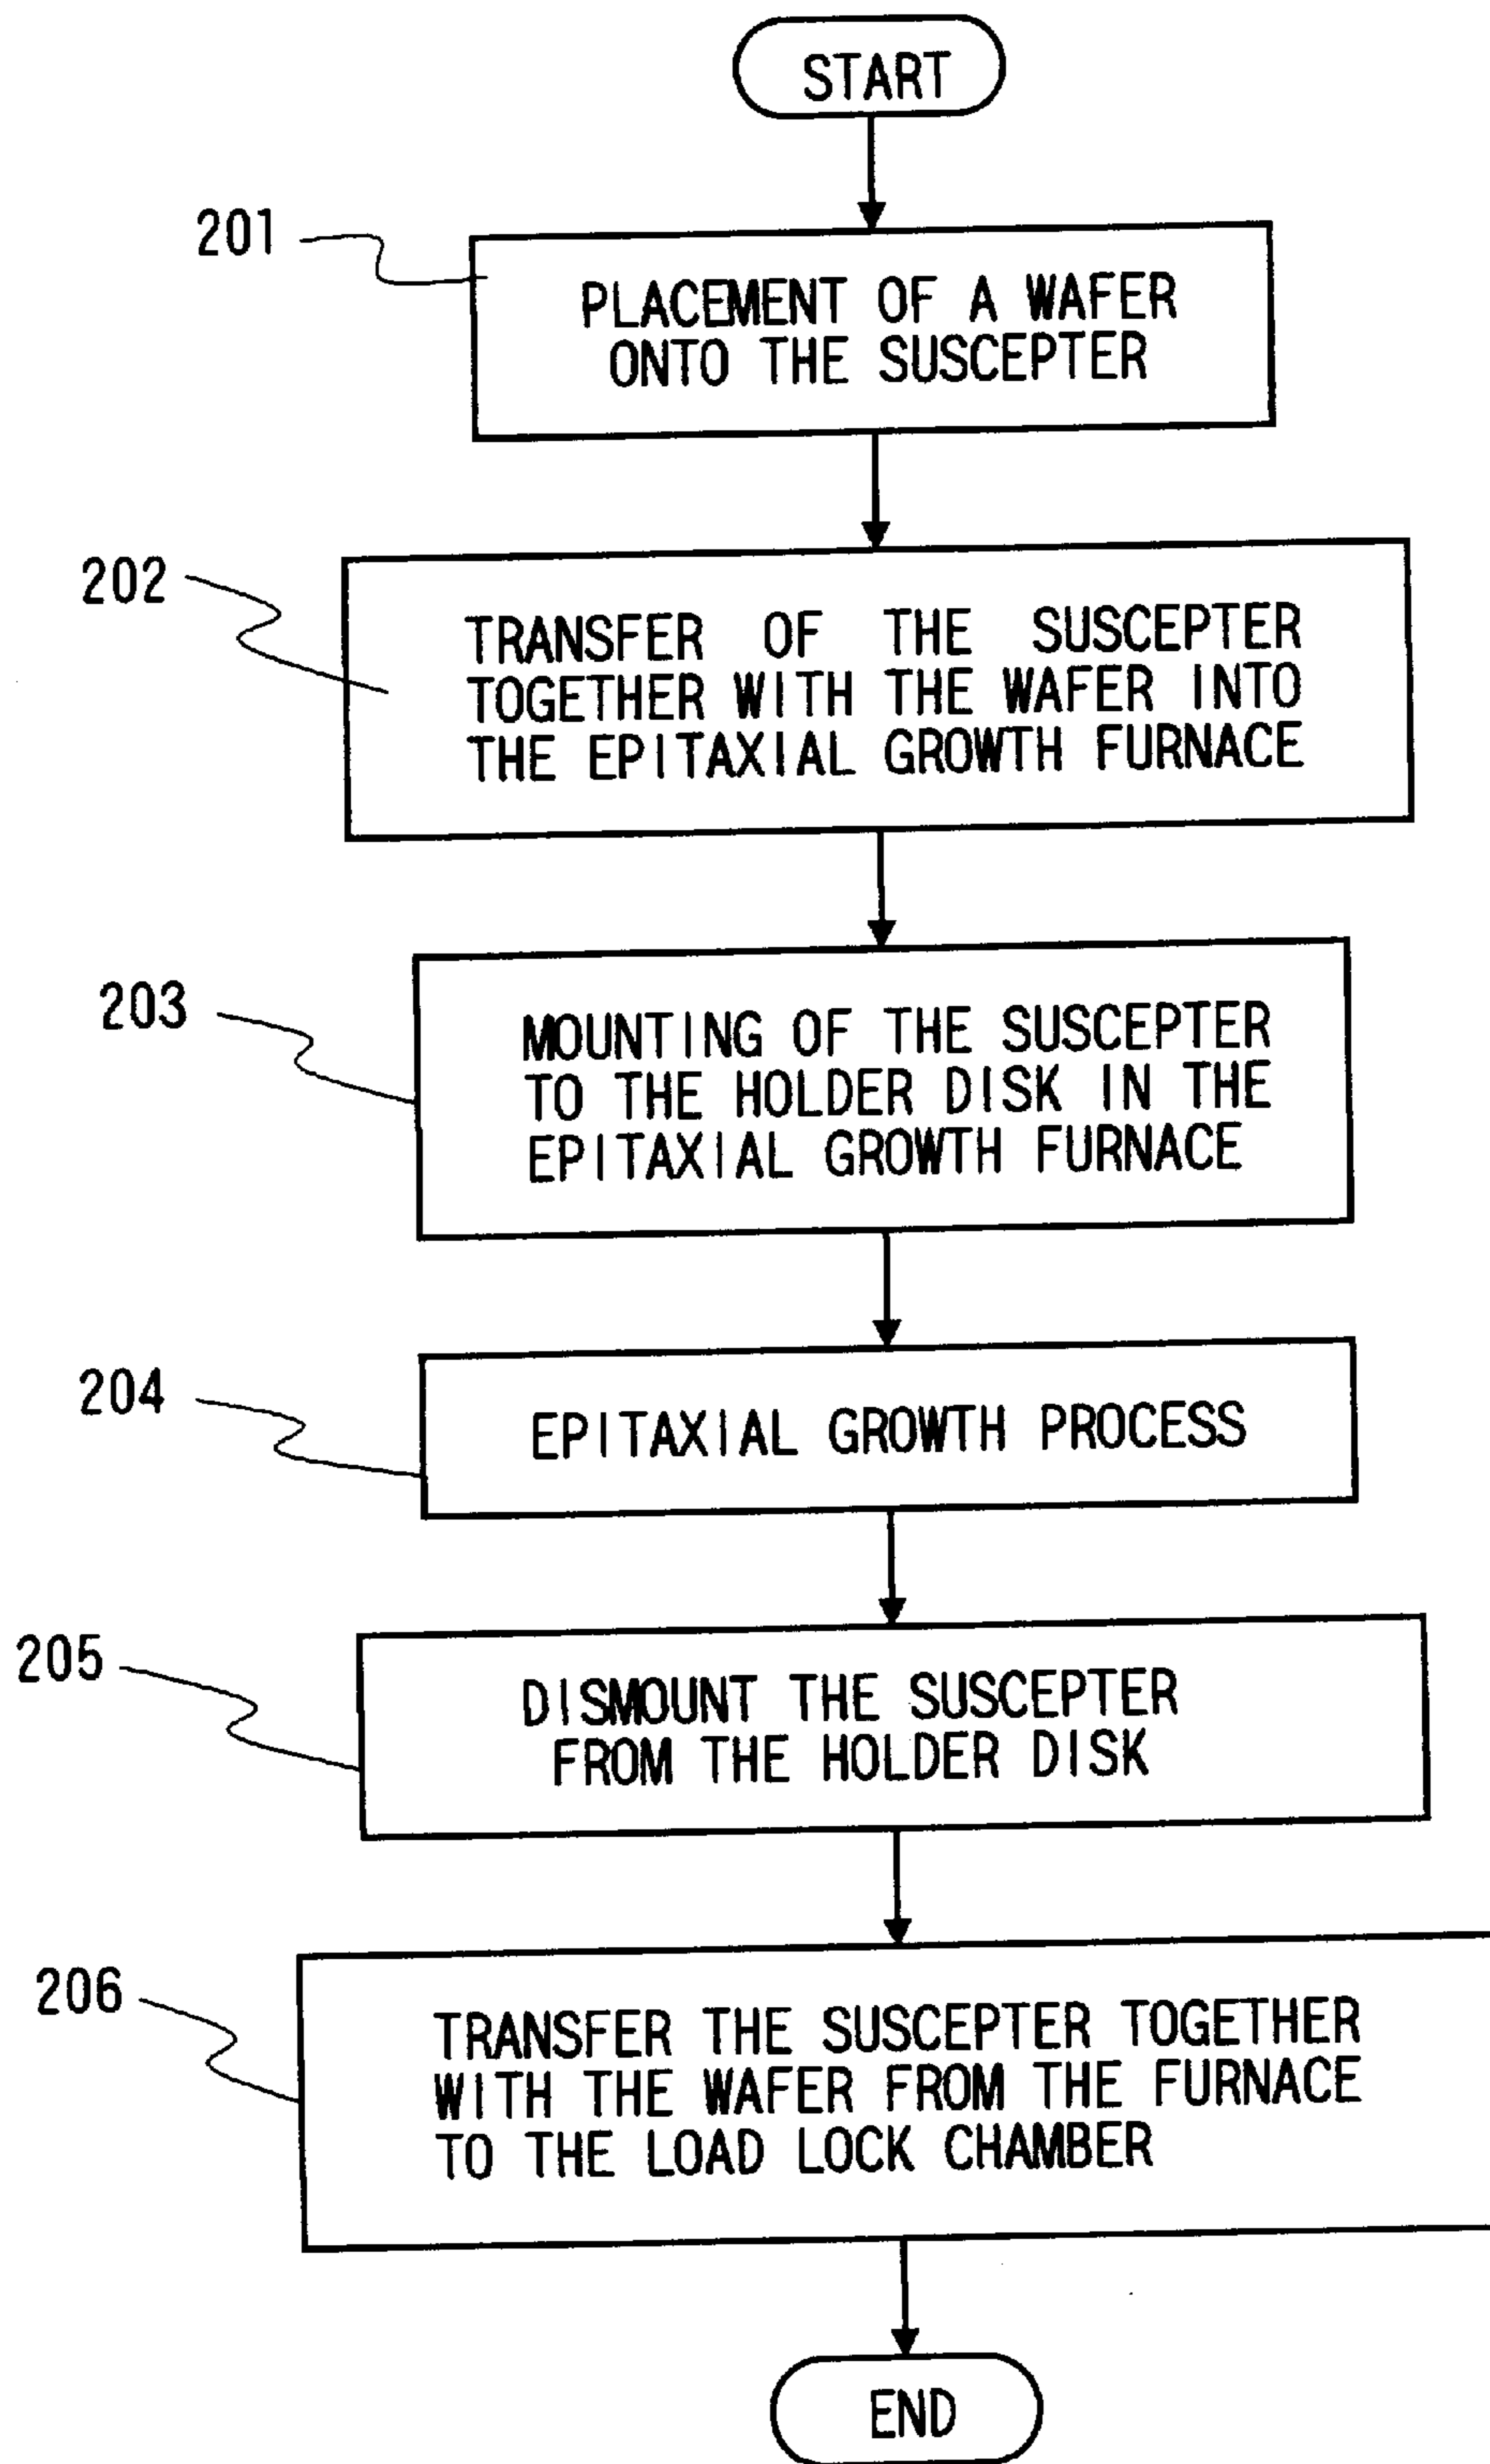 START
201
PLACEMENT OF A WAFER
ONTO THE SUSCEPTER
202
TRANSFER OF THE SUSCEPTER
TOGETHER WITH THE WAFER INTO
THE EPITAXIAL GROWTH FURNACE
203
MOUNTING OF THE SUSCEPTER
TO THE HOLDER DISK IN THE
EPITAXIAL GROWTH FURNACE
204
EPITAXIAL GROWTH PROCESS
205
DISMOUNT THE SUSCEPTER
FROM THE HOLDER DISK
206
TRANSFER THE SUSCEPTER TOGETHER
WITH THE WAFER FROM THE FURNACE
TO THE LOAD LOCK CHAMBER
END